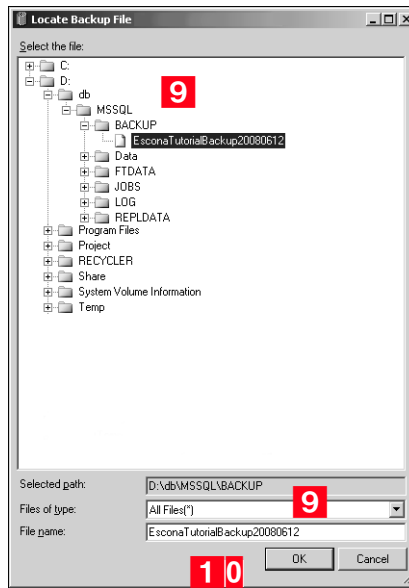 Locate Backup File
Select the file:
C:
D:
db
9
MSSQL
BACKUP
EsconaTutorialBackup20080612
Data
FTDATA
JOBS
LOG
REPLDATA
Program Files
Project
RECYCLER
Share
System Volume Information
Temp
Selected path: D:\db\MSSQL\BACKUP
9
Files of type: All Files(*)
File name: EsconaTutorialBackup20080612
10
OK Cancel